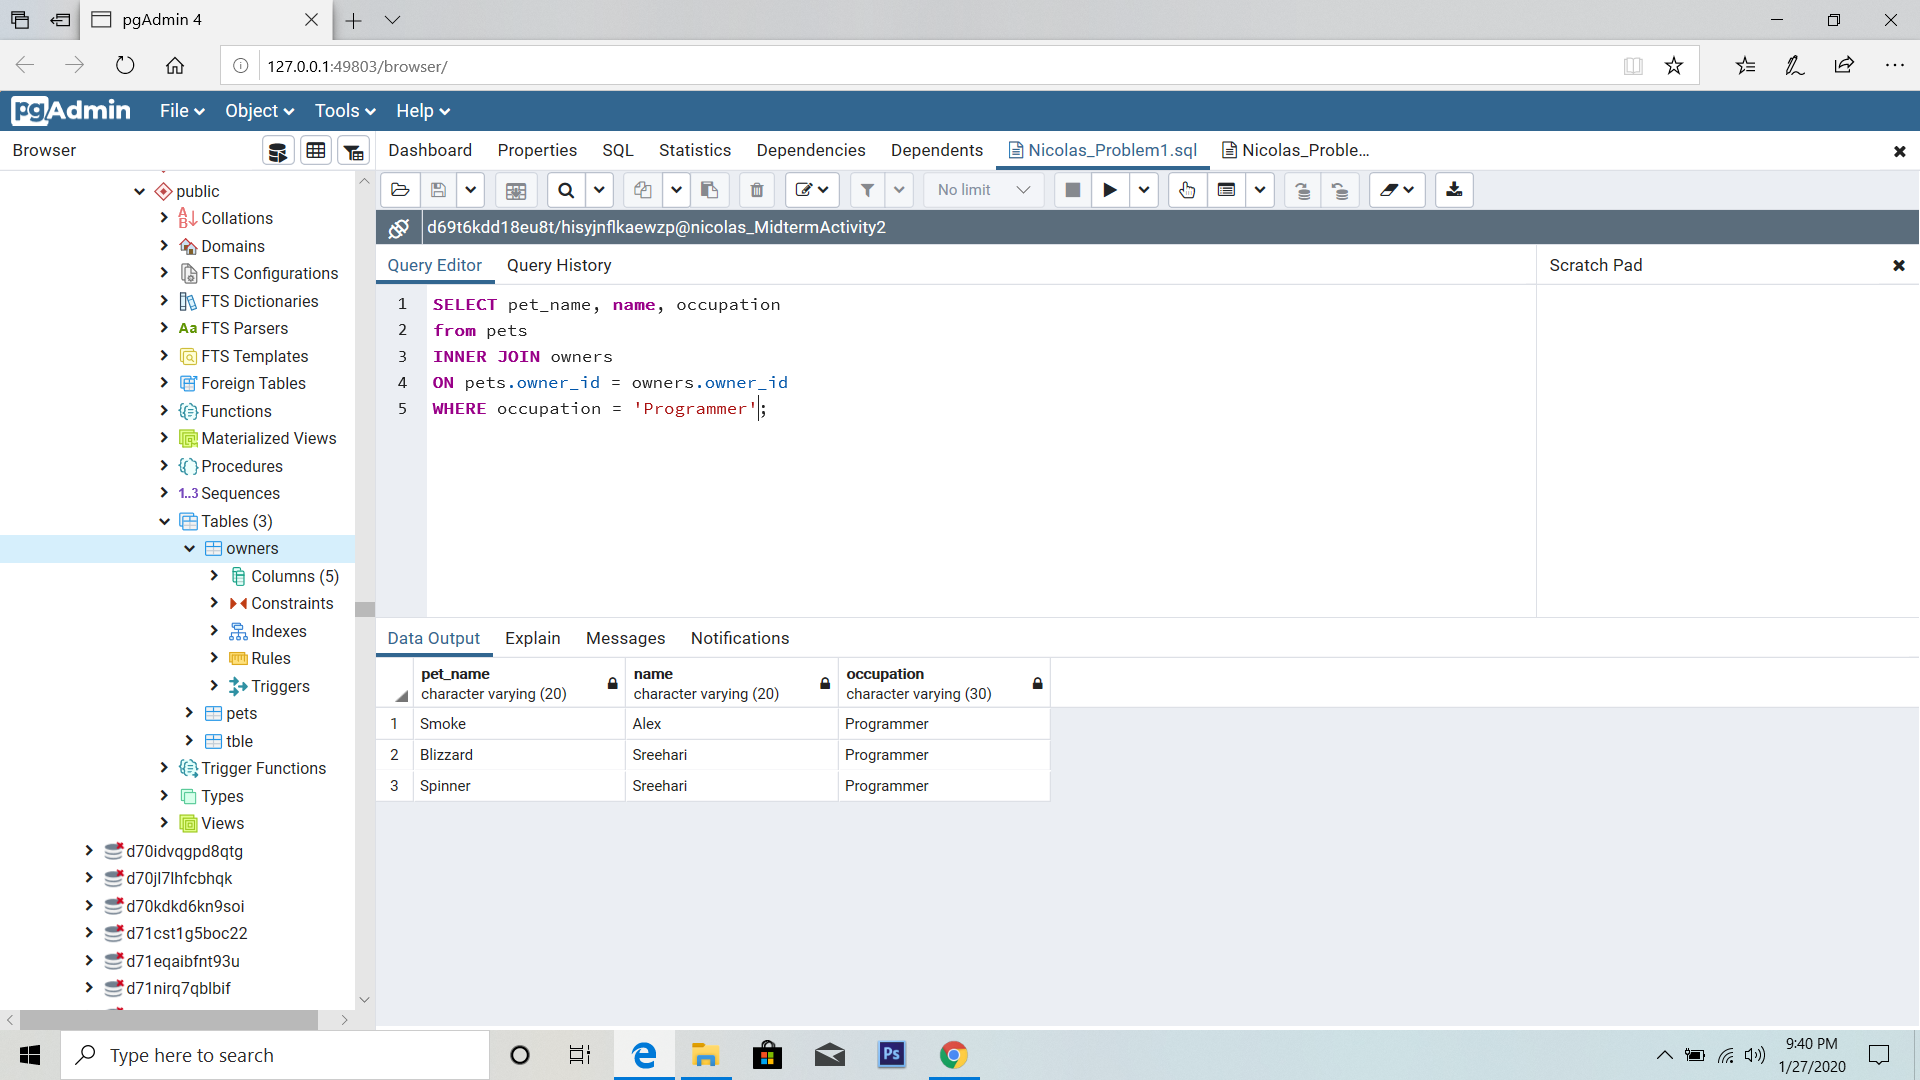 pgAdmin 4
127.0.0.1:49803/browser/
pgAdmin File Object Tools Help
Browser
Dashboard Properties SQL Statistics Dependencies Dependents Nicolas_Problem1.sql Nicolas_Proble...
No limit
d69t6kdd18eu8t/hisyjnflkaewzp@nicolas_MidtermActivity2
public
Collations
Domains
FTS Configurations
FTS Dictionaries
Aa FTS Parsers
FTS Templates
Foreign Tables
Functions
Materialized Views
Procedures
1..3 Sequences
Tables (3)
owners
Columns (5)
Constraints
Indexes
Rules
Triggers
pets
tble
Trigger Functions
Types
Views
d70idvqgpd8qtg
d70jl7lhfcbhqk
d70kdkd6kn9soi
d71cst1g5boc22
d71eqaibfnt93u
d71nirq7qblbif
Query Editor Query History
Scratch Pad
1 SELECT pet_name, name, occupation
2 from pets
3 INNER JOIN owners
4 ON pets.owner_id = owners.owner_id
5 WHERE occupation = 'Programmer';
Data Output Explain Messages Notifications
pet_name name occupation
character varying (20) character varying (20) character varying (30)
1 Smoke Alex Programmer
2 Blizzard Sreehari Programmer
3 Spinner Sreehari Programmer
Type here to search
Ps
9:40 PM
1/27/2020